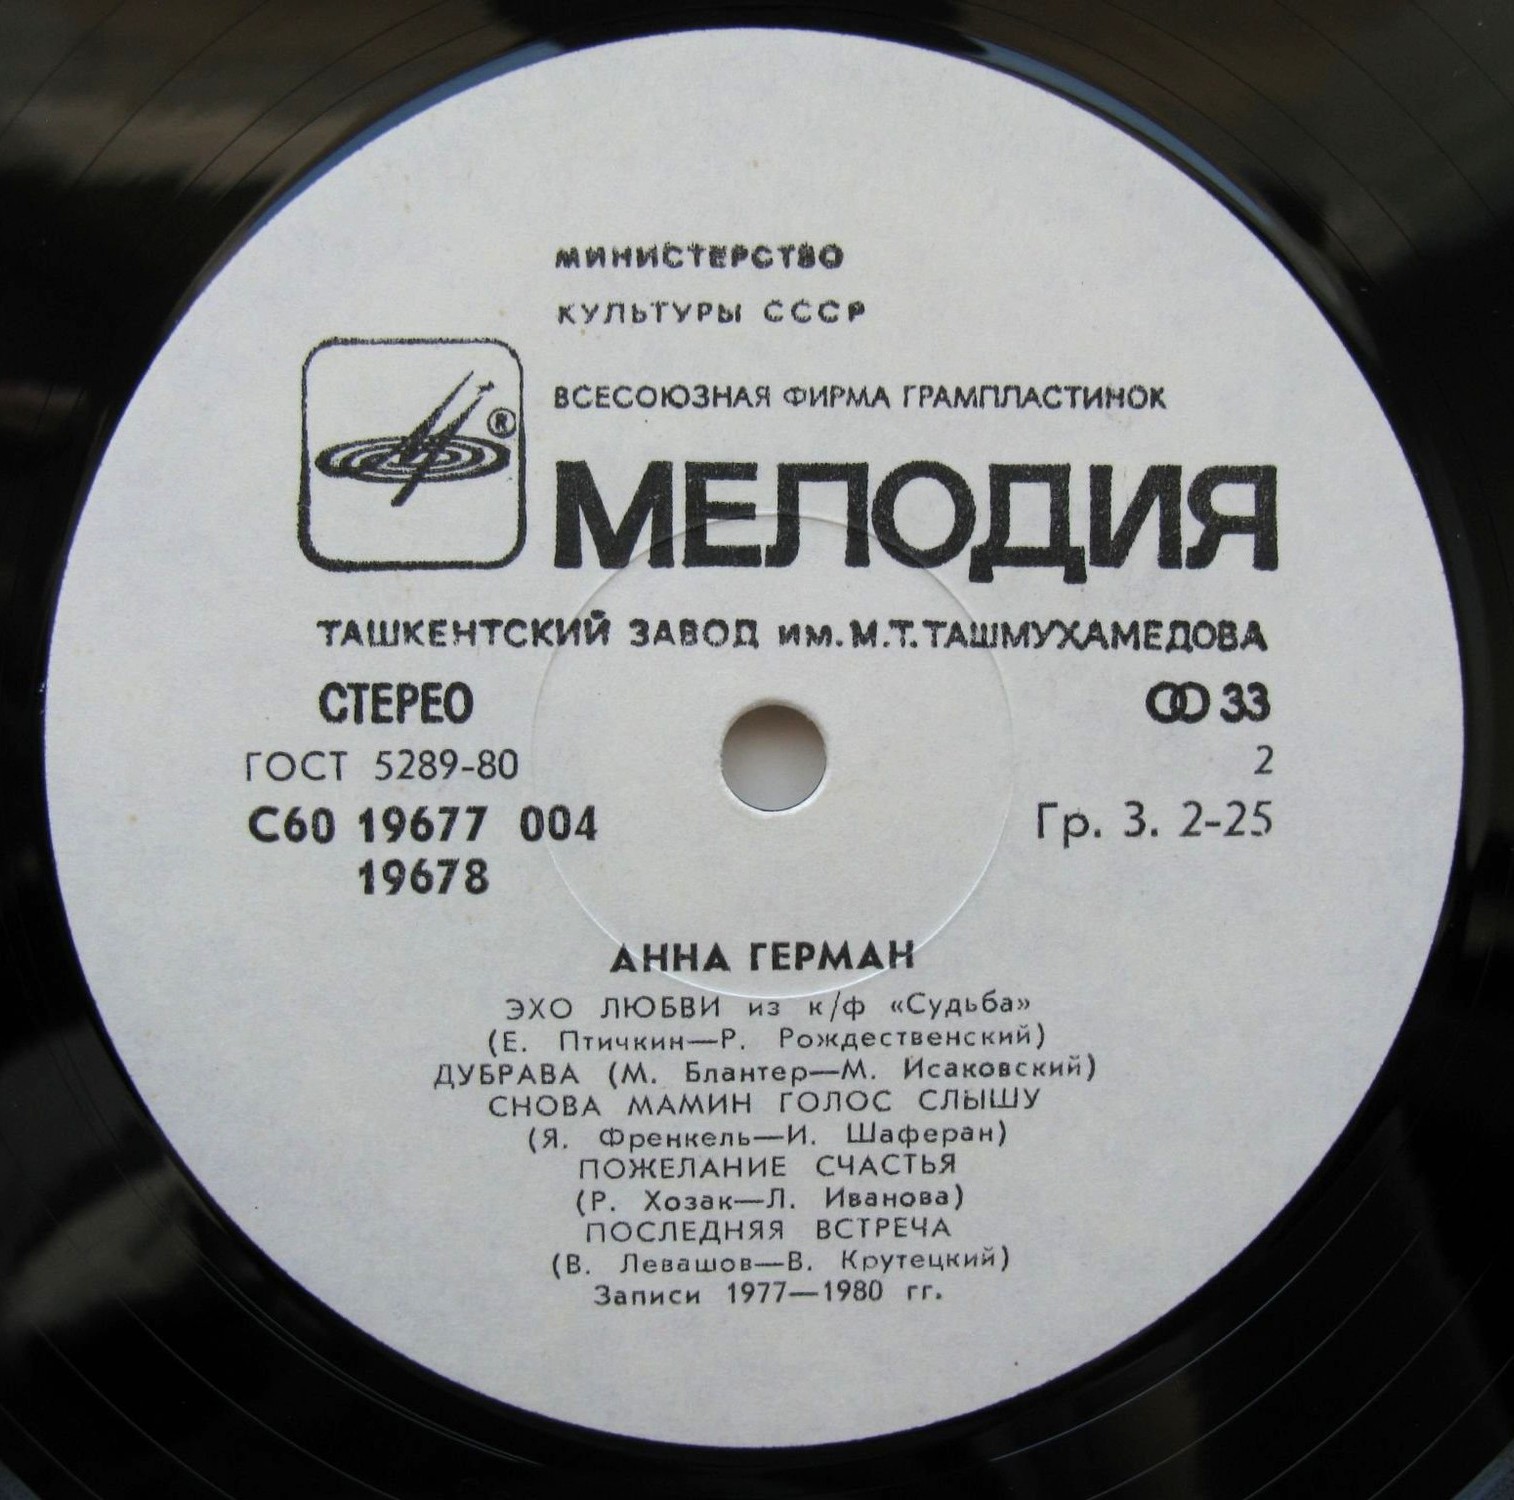 МИНИСТЕРСТВО
КУЛЬТУРЫ СССР
ВСЕСОЮЗНАЯ ФИРМА ГРАМПЛАСТИНОК
®
МЕЛОДИЯ
ТАШКЕНТСКИЙ ЗАВОД им. М.Т. ТАШМУХАМЕДОВА
СТЕРЕО 33
ГОСТ 5289-80 2
С60 19677 004 Гр. 3. 2-25
19678
АННА ГЕРМАН
ЭХО ЛЮБВИ из к/ф «Судьба»
(Е. Птичкин—Р. Рождественский)
ДУБРАВА (М. Блантер—М. Исаковский)
СНОВА МАМИН ГОЛОС СЛЫШУ
(Я. Френкель—И. Шаферан)
ПОЖЕЛАНИЕ СЧАСТЬЯ
(Р. Хозак—Л. Иванова)
ПОСЛЕДНЯЯ ВСТРЕЧА
(В. Левашов—В. Крутецкий)
Записи 1977—1980 гг.